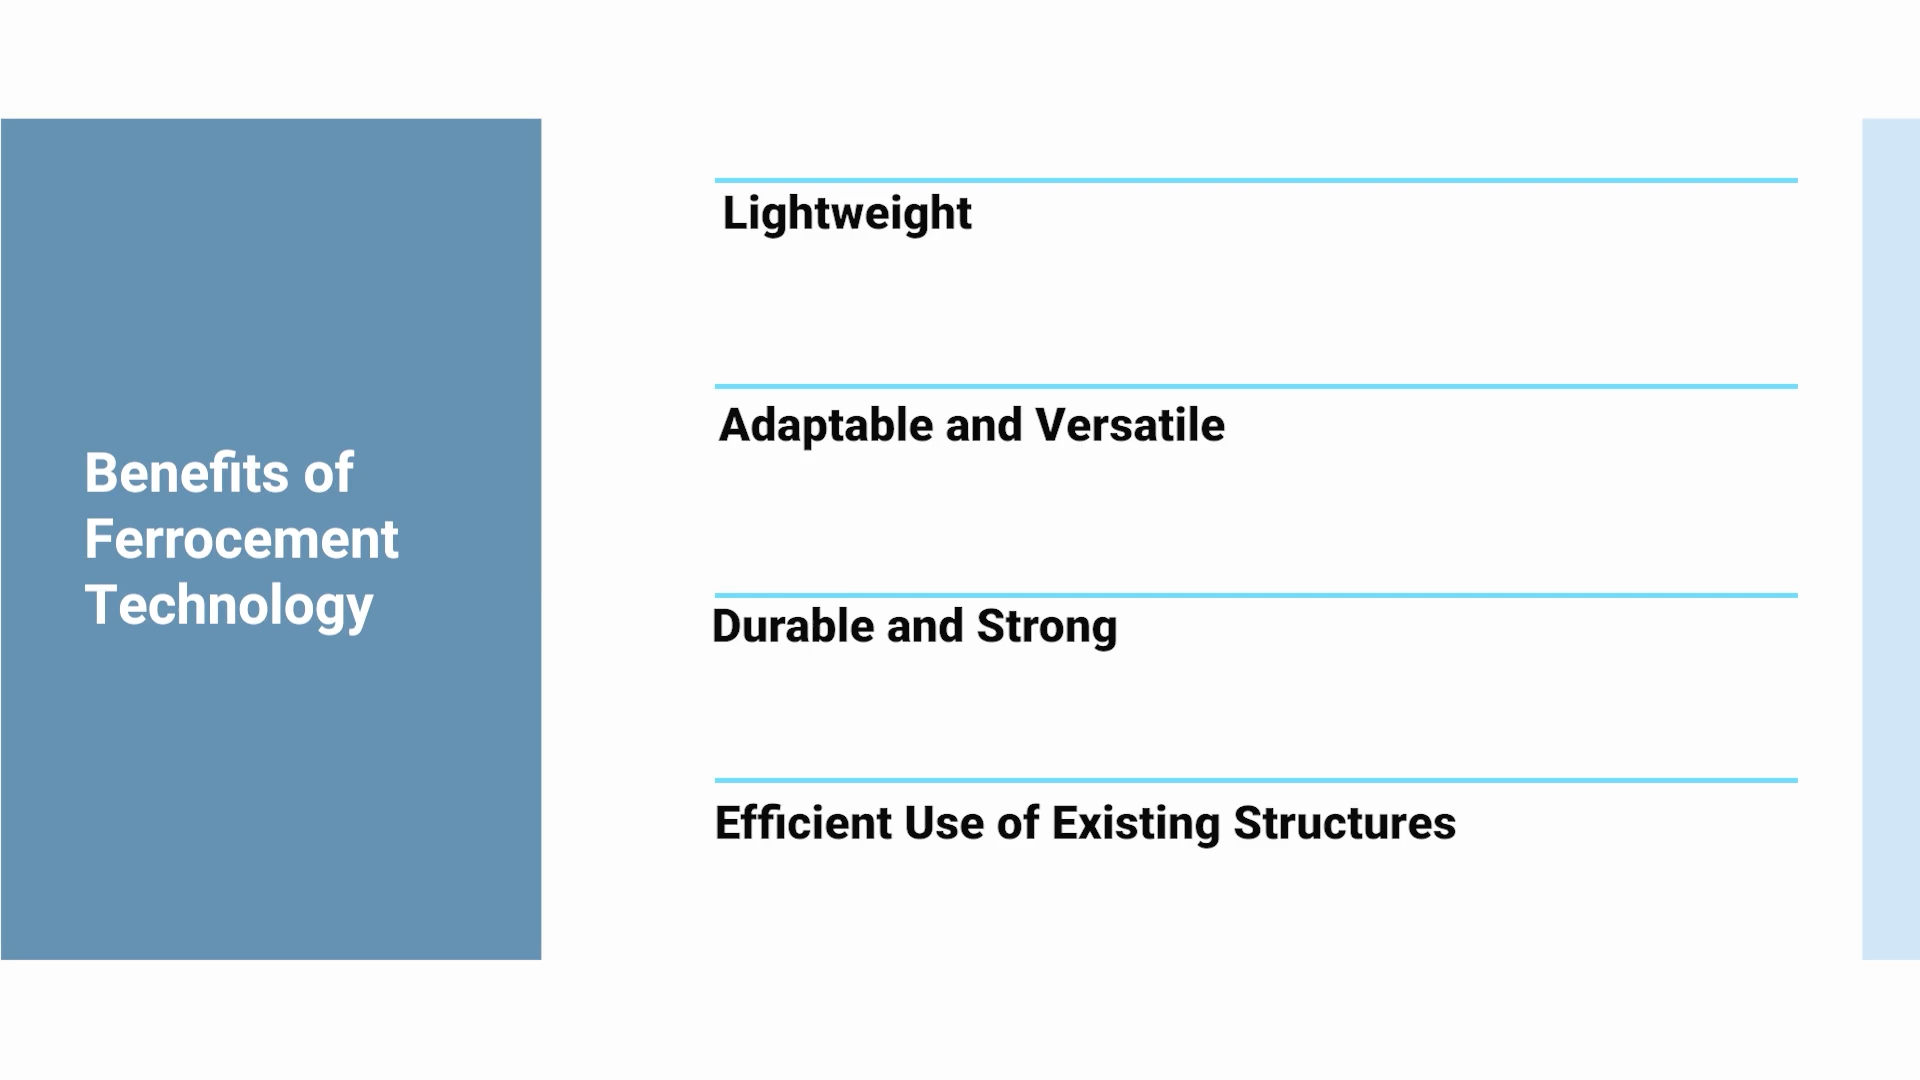 Benefits of
Ferrocement
Technology
Lightweight
Adaptable and Versatile
Durable and Strong
Efficient Use of Existing Structures